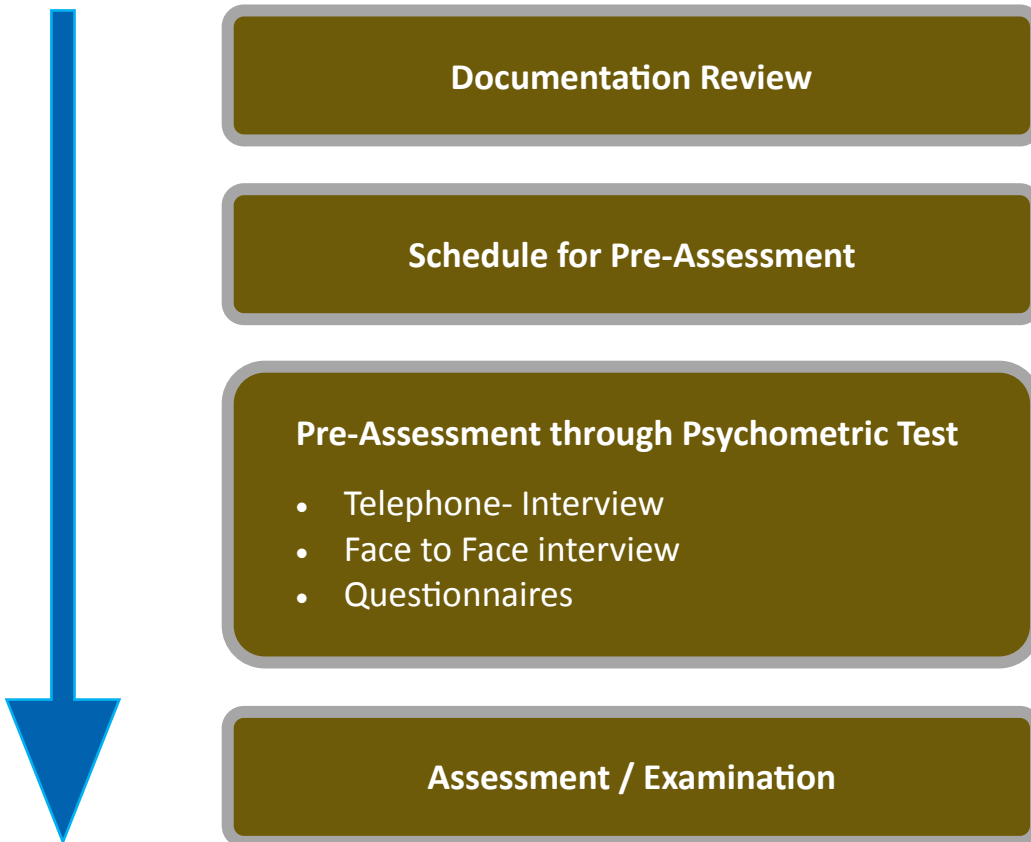 Documentation Review
Schedule for Pre-Assessment
Pre-Assessment through Psychometric Test
• Telephone- Interview
• Face to Face interview
• Questionnaires
Assessment / Examination